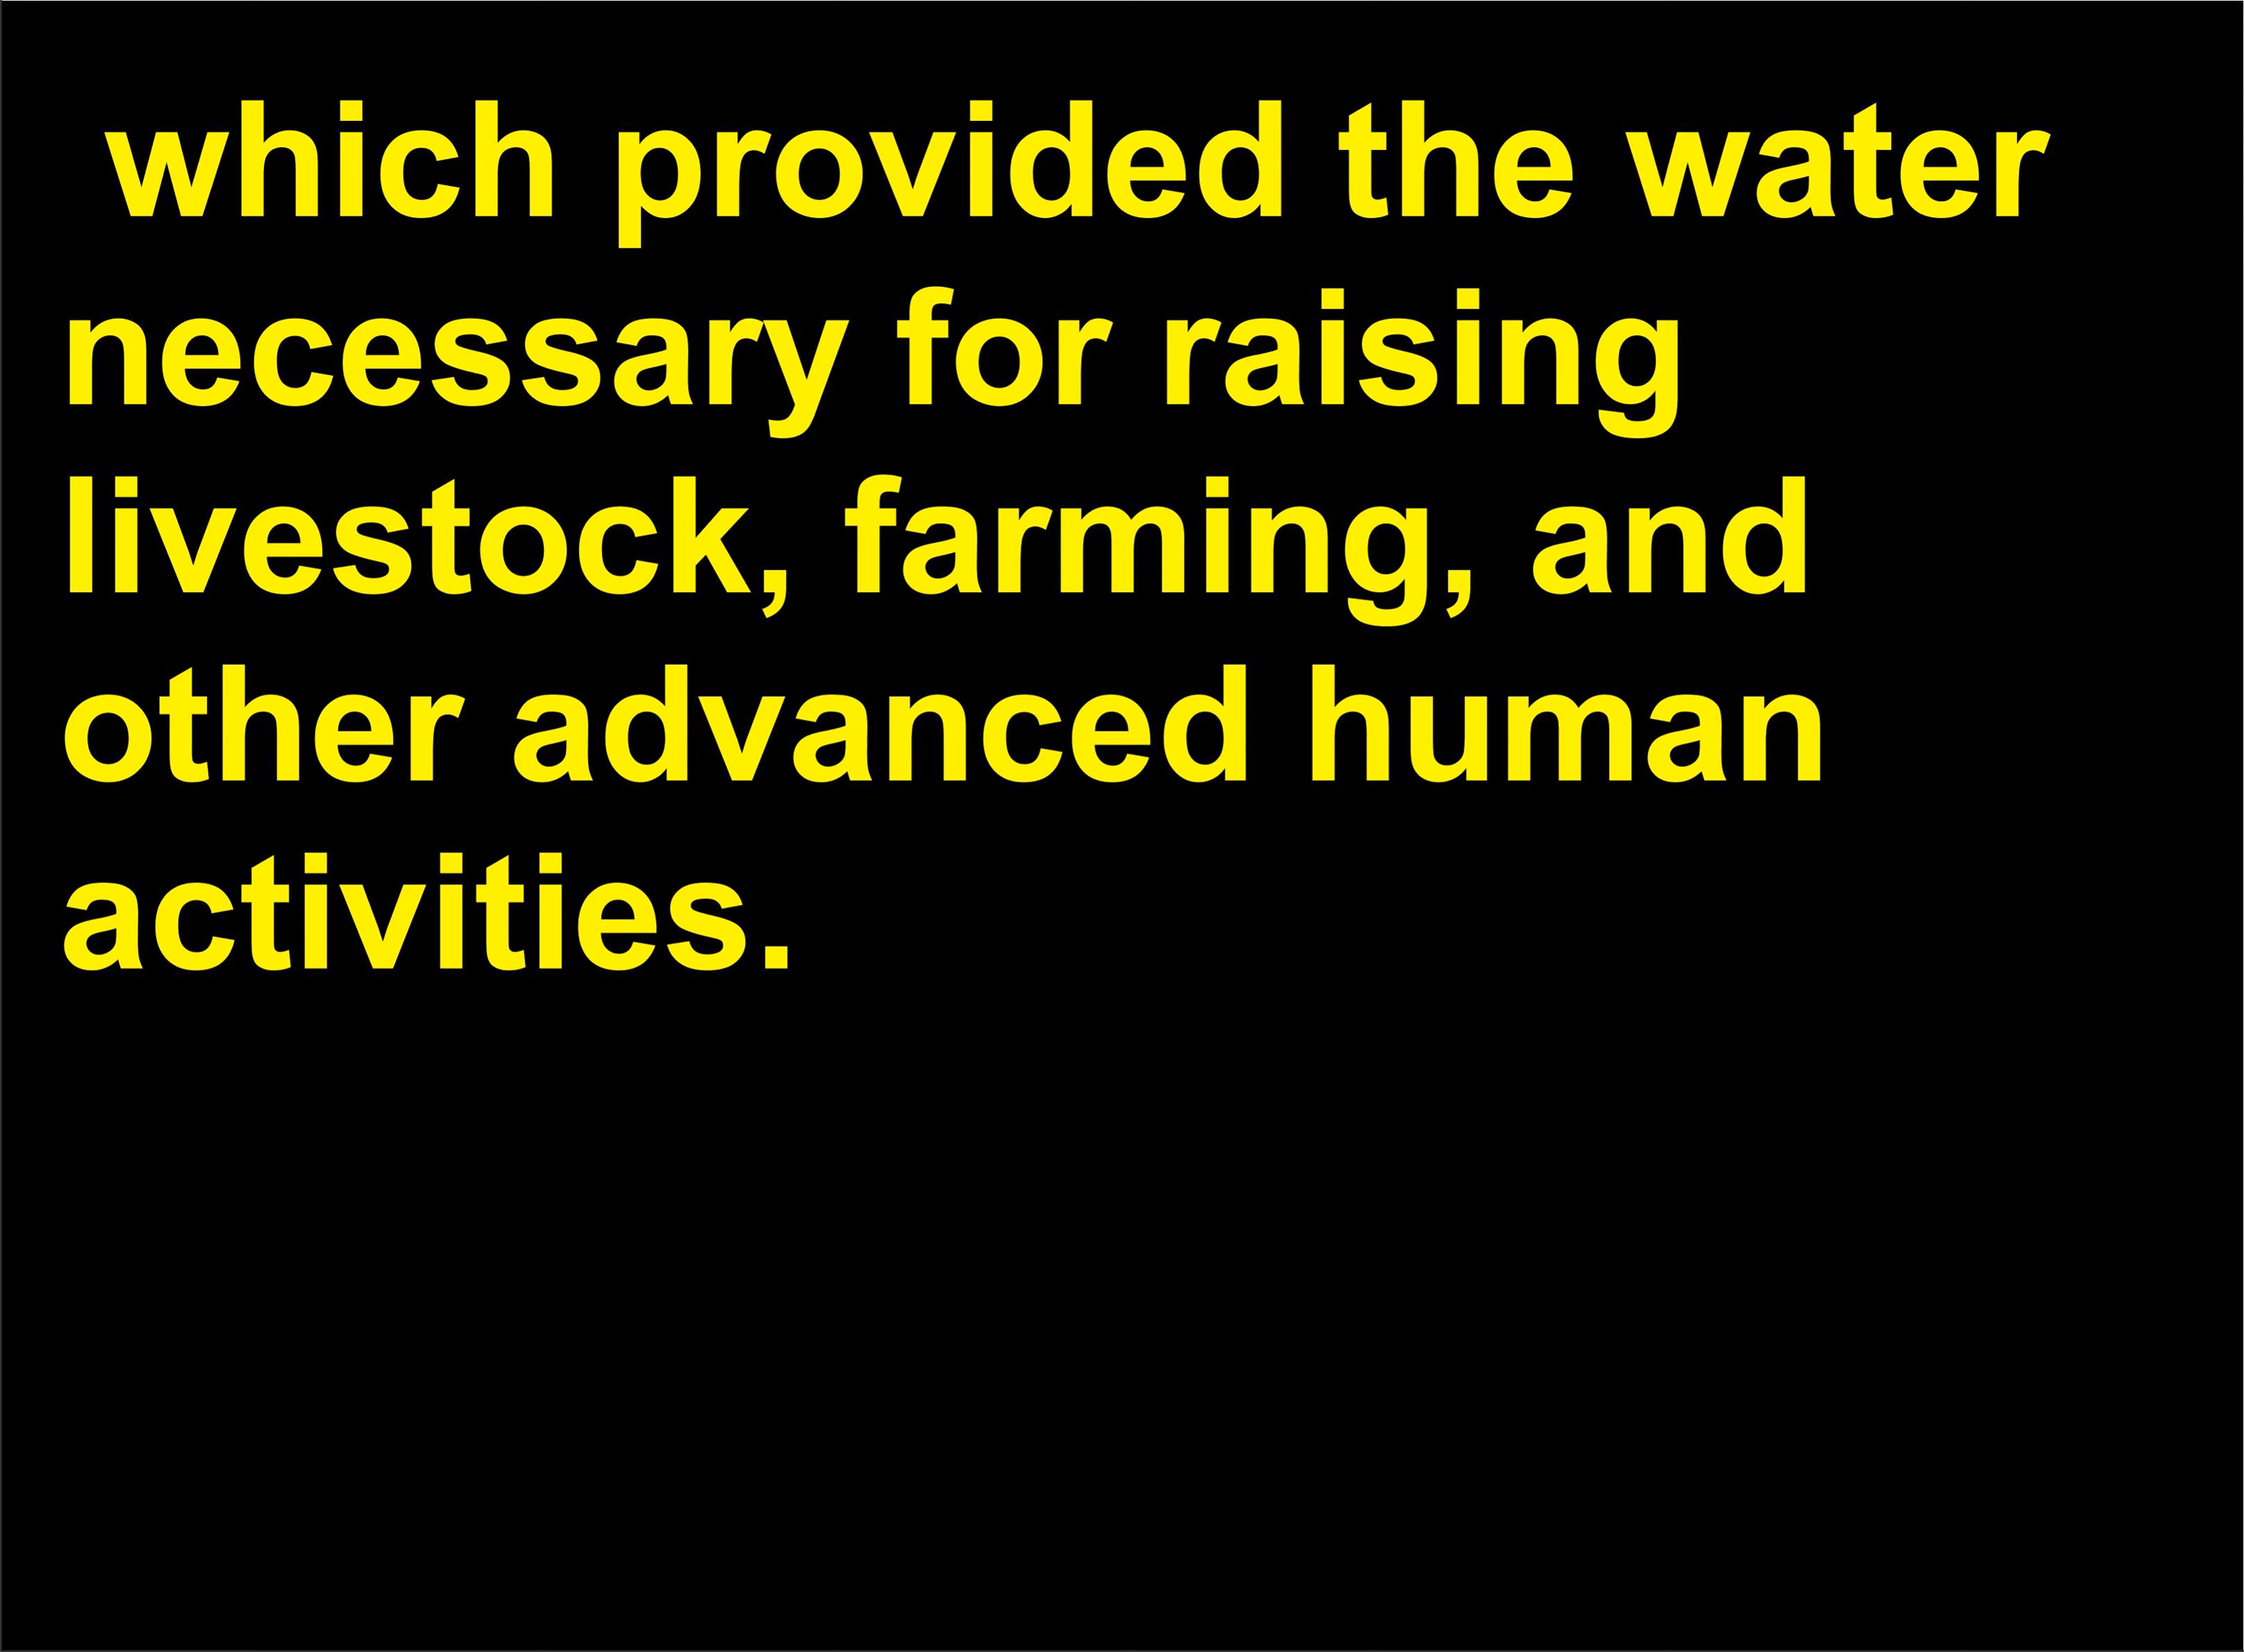 which provided the water
necessary for raising
livestock, farming, and
other advanced human
activities.